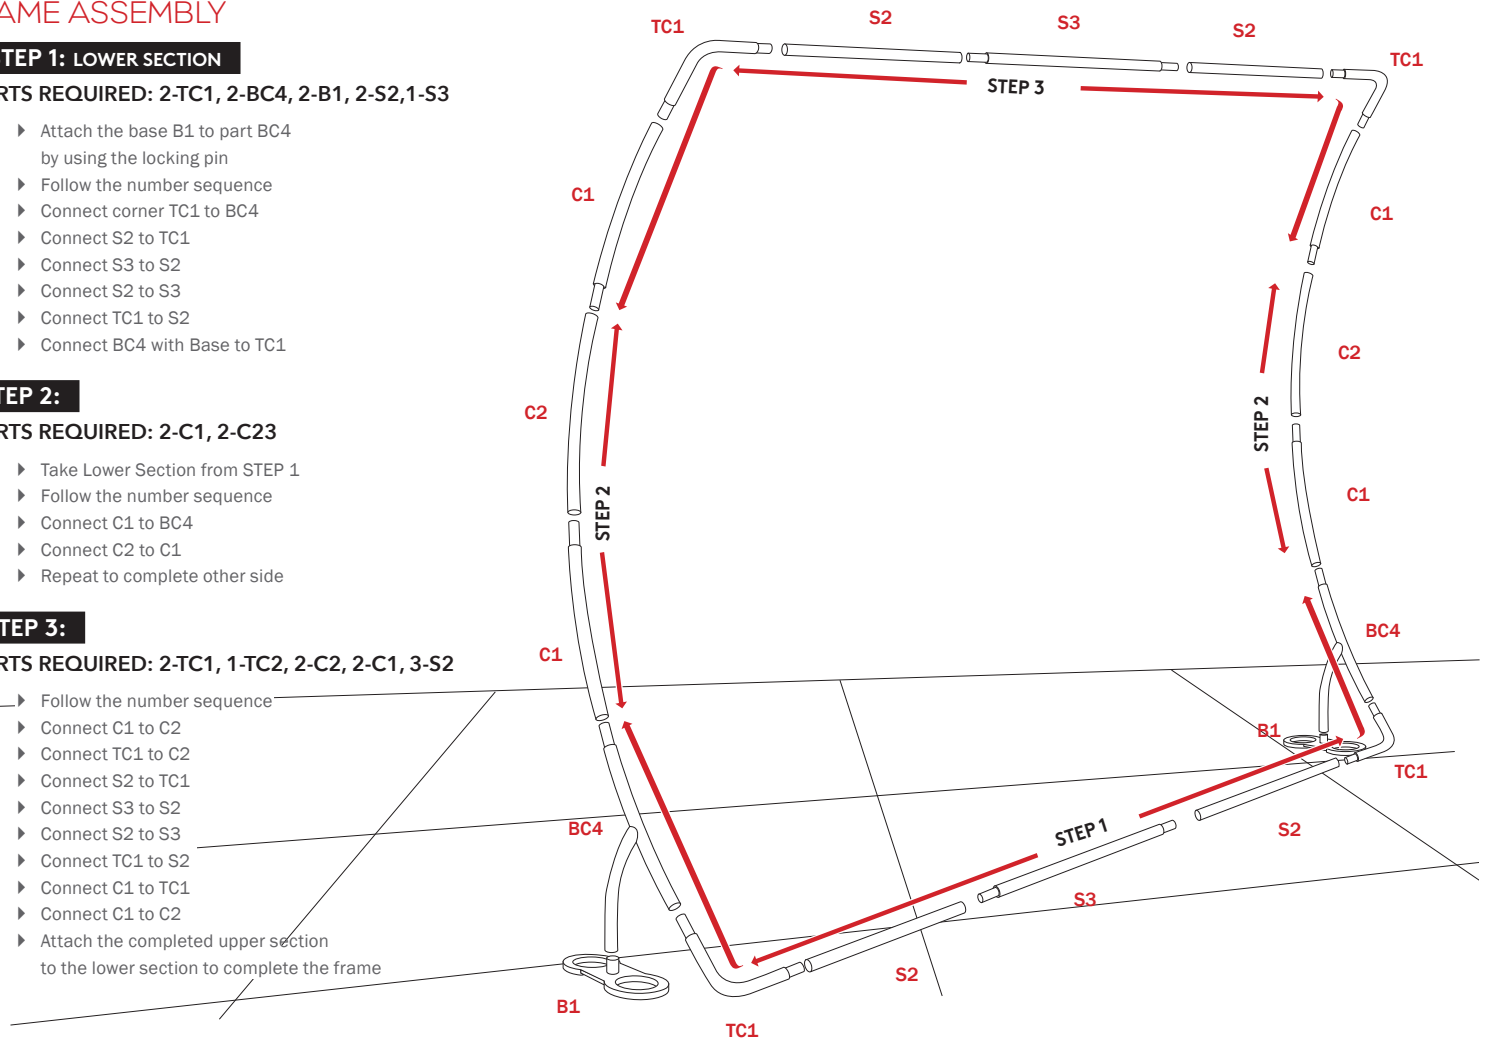 AME ASSEMBLY
STEP 1: LOWER SECTION
RTS REQUIRED: 2-TC1, 2-BC4, 2-B1, 2-S2,1-S3
Attach the base B1 to part BC4
by using the locking pin
Follow the number sequence
Connect corner TC1 to BC4
Connect S2 to TC1
Connect S3 to S2
Connect S2 to S3
Connect TC1 to S2
Connect BC4 with Base to TC1
TEP 2:
RTS REQUIRED: 2-C1, 2-C23
Take Lower Section from STEP 1
Follow the number sequence
Connect C1 to BC4
Connect C2 to C1
Repeat to complete other side
TEP 3:
RTS REQUIRED: 2-TC1, 1-TC2, 2-C2, 2-C1, 3-S2
Follow the number sequence
Connect C1 to C2
Connect TC1 to C2
Connect S2 to TC1
Connect S3 to S2
Connect S2 to S3
Connect TC1 to S2
Connect C1 to TC1
Connect C1 to C2
Attach the completed upper section
to the lower section to complete the frame
TC1
S2
S3
S2
TC1
STEP 3
C1
C1
C2
C2
STEP 2
STEP 2
C1
C1
BC4
B1
TC1
BC4
STEP 1
S2
S3
S2
B1
TC1